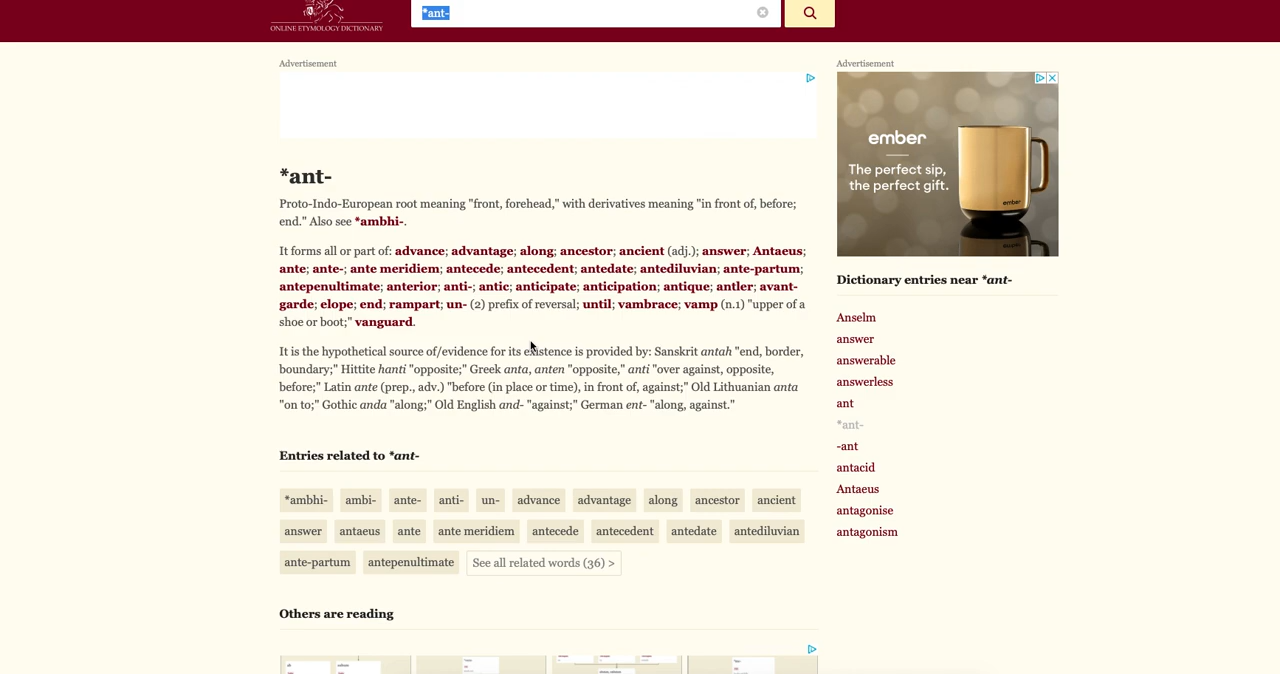 *ant-
ONLINE ETYMOLOGY DICTIONARY
Advertisement
*ant-
Proto-Indo-European root meaning "front, forehead," with derivatives meaning "in front of, before;
end." Also see *ambhi-.
It forms all or part of: advance; advantage; along; ancestor; ancient (adj.); answer; Antaeus;
ante; ante-; ante meridiem; antecede; antecedent; antedate; antediluvian; ante-partum;
antepenultimate; anterior; anti-; antic; anticipate; anticipation; antique; antler; avant-
garde; elope; end; rampart; un- (2) prefix of reversal; until; vambrace; vamp (n.1) "upper of a
shoe or boot;" vanguard.
It is the hypothetical source of/evidence for its existence is provided by: Sanskrit antah "end, border,
boundary;" Hittite hanti "opposite;" Greek anta, anten "opposite," anti "over against, opposite,
before;" Latin ante (prep., adv.) "before (in place or time), in front of, against;" Old Lithuanian anta
"on to;" Gothic anda "along;" Old English and- "against;" German ent- "along, against."
Entries related to *ant-
*ambhi- ambi- ante- anti- un- advance advantage along ancestor ancient
answer antaeus ante ante meridiem antecede antecedent antedate antediluvian
ante-partum antepenultimate See all related words (36) >
Others are reading
Advertisement
ember
The perfect sip,
the perfect gift.
ember
Dictionary entries near *ant-
Anselm
answer
answerable
answerless
ant
*ant-
-ant
antacid
Antaeus
antagonise
antagonism